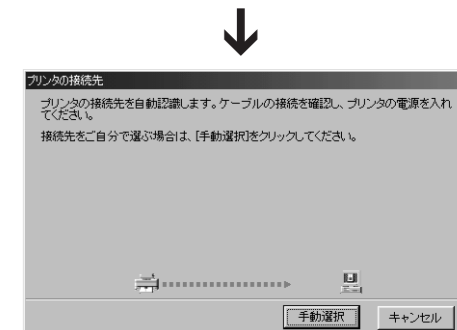 プリンタの接続先
プリンタの接続先を自動認識します。ケーブルの接続を確認し、プリンタの電源を入れ
てください。
接続先をご自分で選ぶ場合は、[手動選択]をクリックしてください。
手動選択
キャンセル